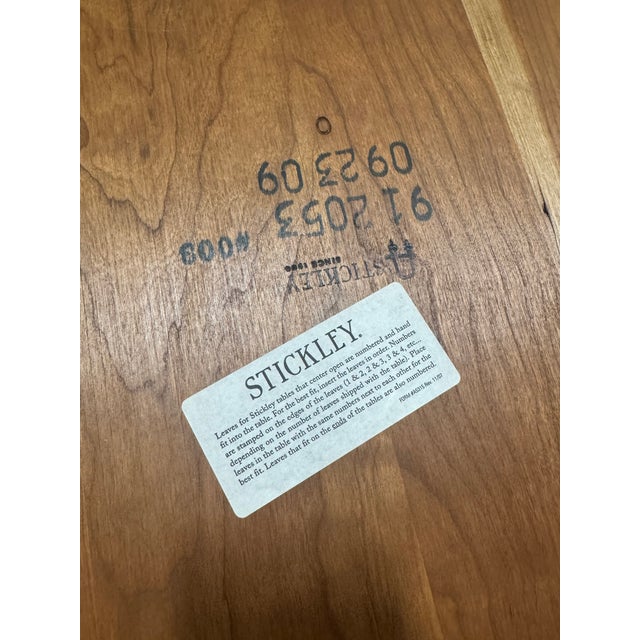 O
09 23 09
91 2053
#003
STICKLEY
SINCE 1900
STICKLEY.
Leaves for Stickley tables that center open are numbered and hand
fit into the table. For the best fit, insert the leaves in order. Numbers
are stamped on the edges of the leaves (1 & 2, 2 & 3, 3 & 4, etc...
depending on the number of leaves shipped with the table). Place
leaves in the table with the same numbers next to each other for the
best fit. Leaves that fit on the ends of the tables are also numbered.